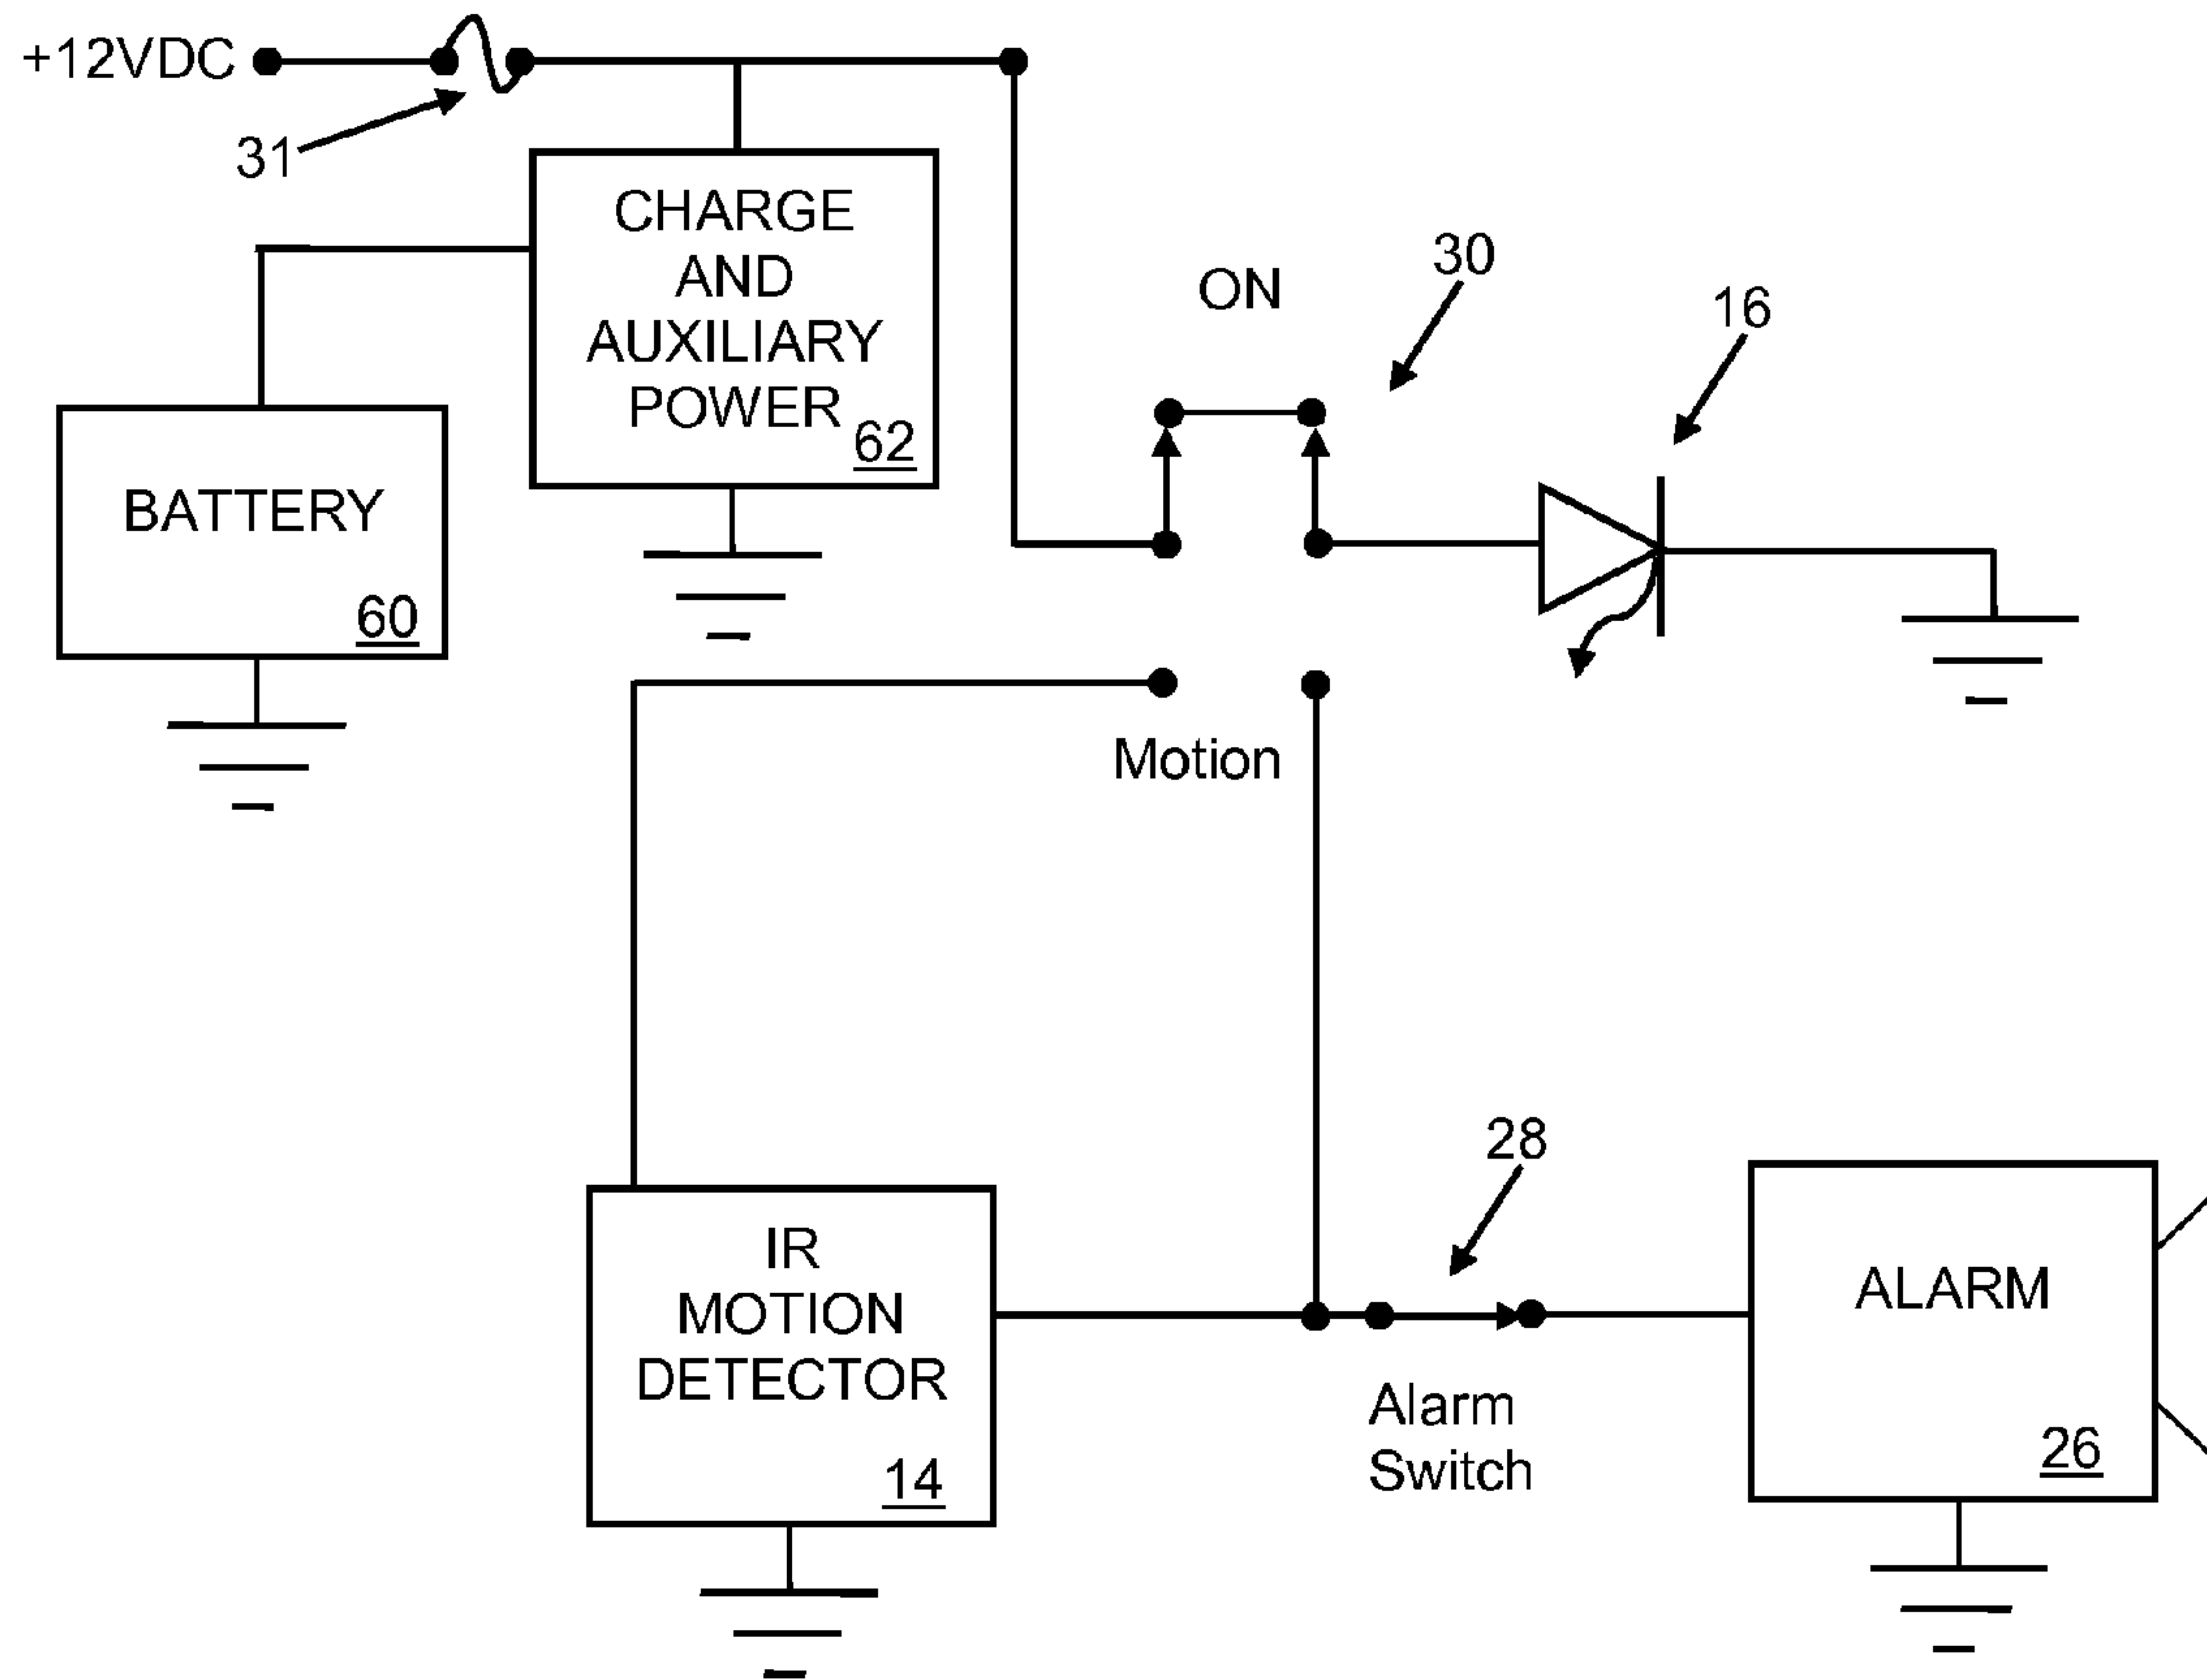 +12VDC
31
CHARGE
AND
AUXILIARY
POWER
62
BATTERY
60
ON
30
16
Motion
28
IR
MOTION
DETECTOR
14
Alarm
Switch
ALARM
26